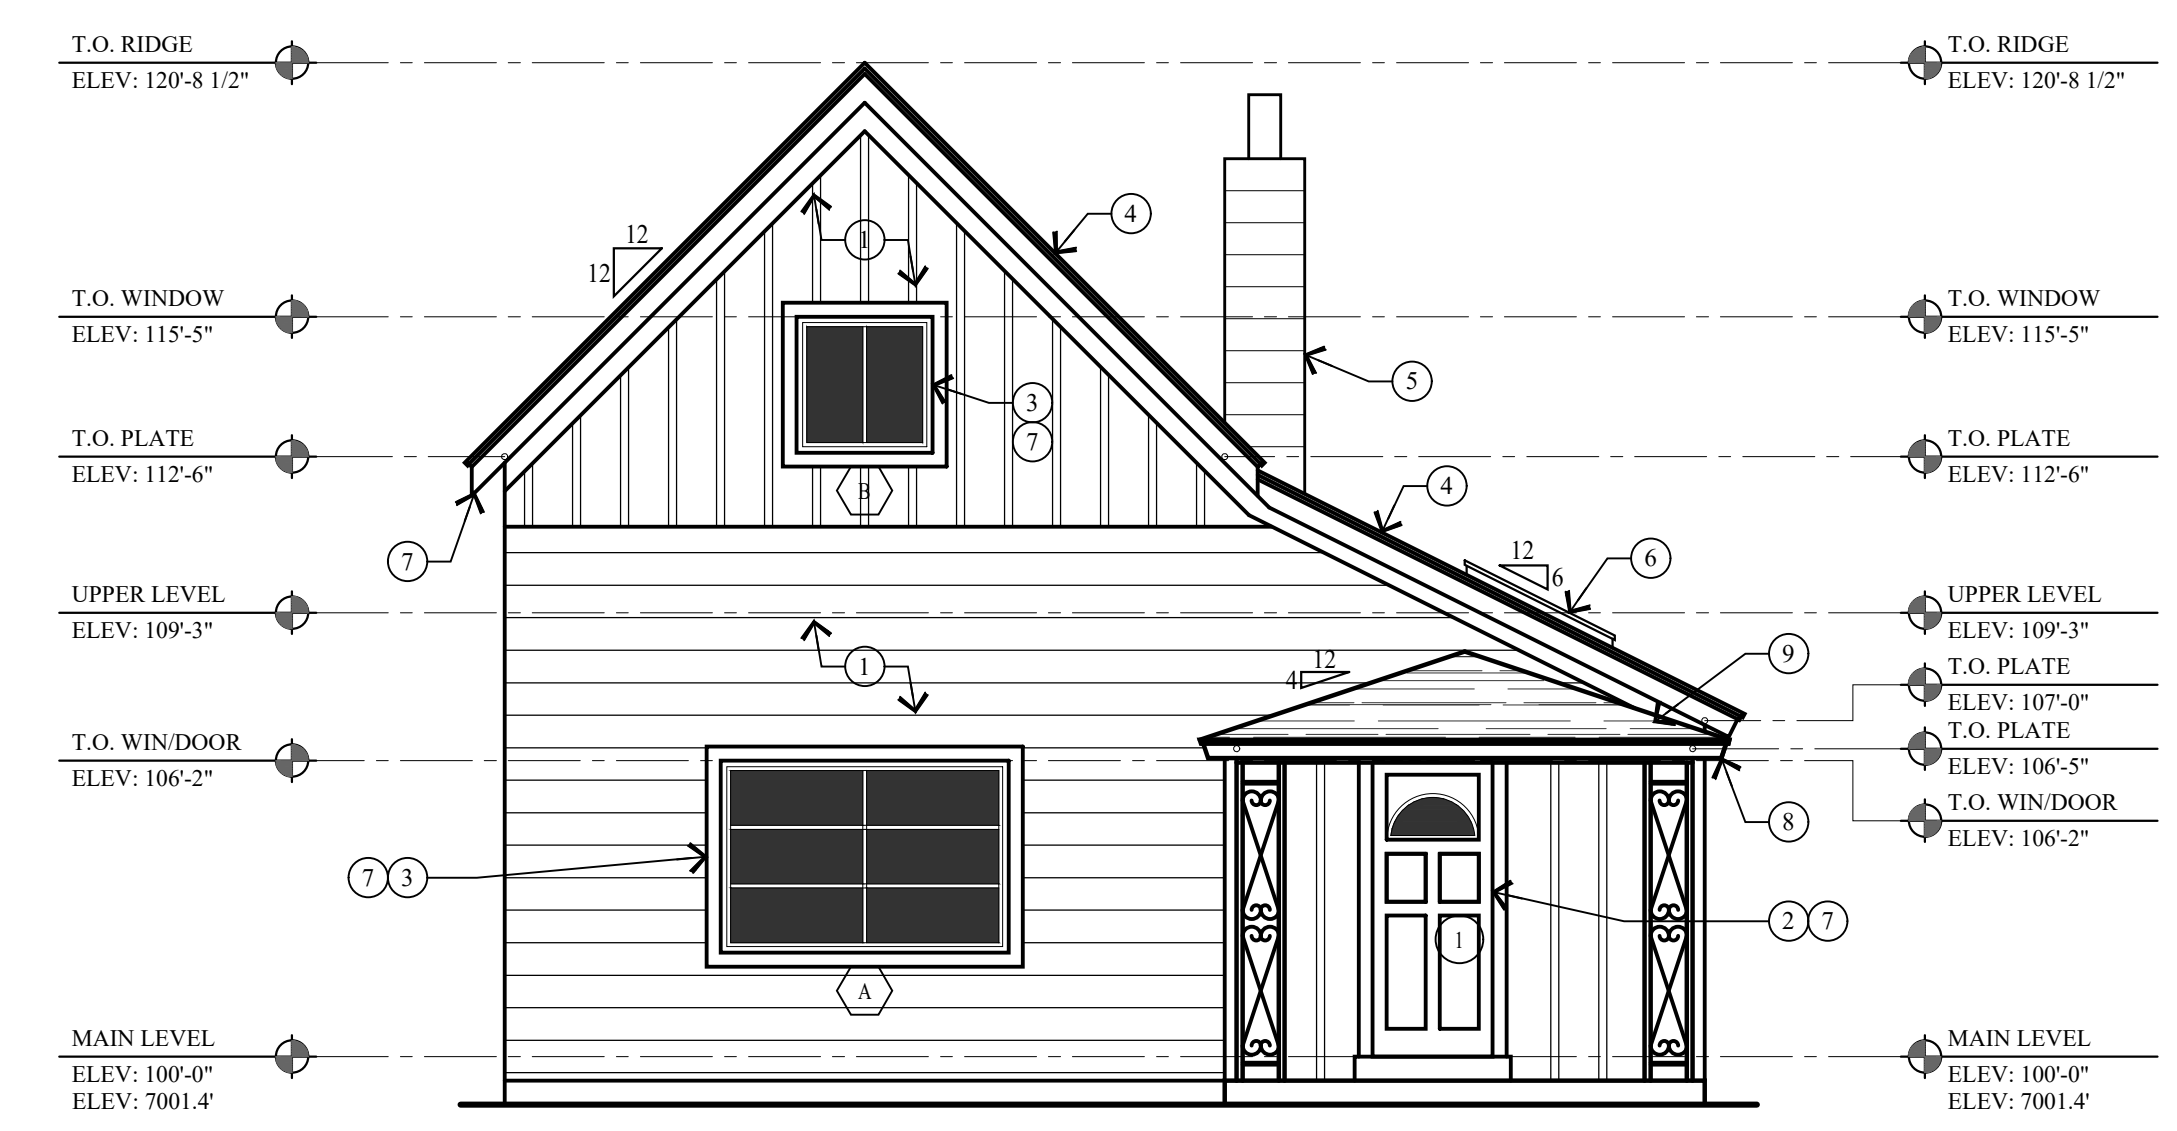 T.O. RIDGE
ELEV: 120'-8 1/2"
T.O. RIDGE
ELEV: 120'-8 1/2"
4
12
12
1
T.O. WINDOW
ELEV: 115'-5"
T.O. WINDOW
ELEV: 115'-5"
5
3
7
T.O. PLATE
ELEV: 112'-6"
T.O. PLATE
ELEV: 112'-6"
B
4
7
12
6
6
UPPER LEVEL
ELEV: 109'-3"
UPPER LEVEL
ELEV: 109'-3"
1
12
4
9
T.O. PLATE
ELEV: 107'-0"
T.O. PLATE
ELEV: 106'-5"
T.O. WIN/DOOR
ELEV: 106'-2"
T.O. WIN/DOOR
ELEV: 106'-2"
8
7 3
2 7
1
A
MAIN LEVEL
ELEV: 100'-0"
ELEV: 7001.4'
MAIN LEVEL
ELEV: 100'-0"
ELEV: 7001.4'